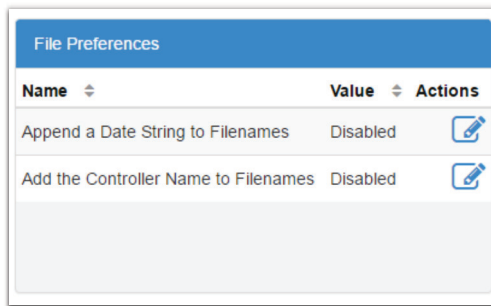 File Preferences
Name Value Actions
Append a Date String to Filenames Disabled
Add the Controller Name to Filenames Disabled